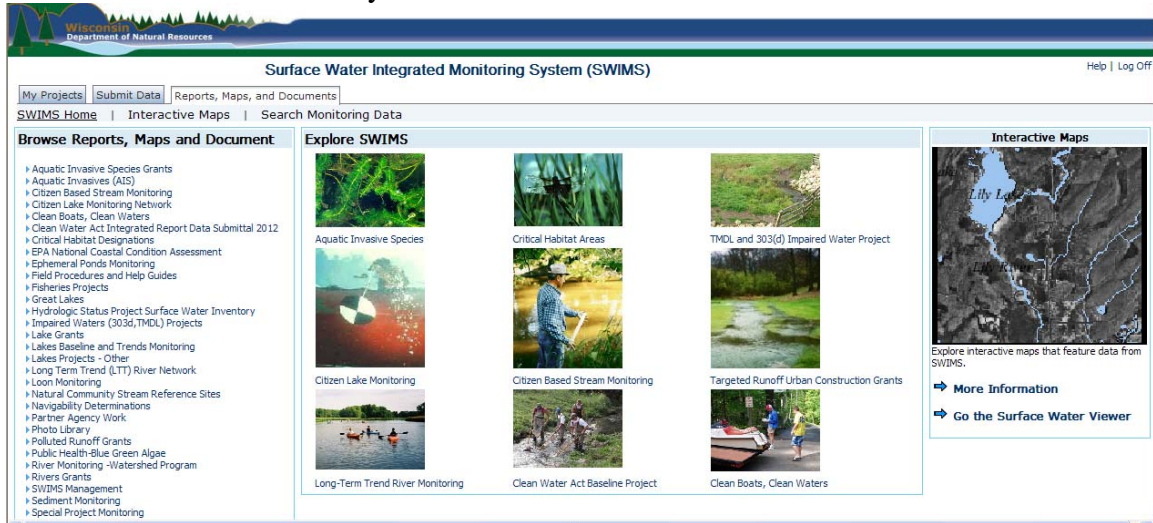 Wisconsin
Department of Natural Resources
Surface Water Integrated Monitoring System (SWIMS)
Help | Log Off
My Projects
Submit Data
Reports, Maps, and Documents
SWIMS Home | Interactive Maps | Search Monitoring Data
Browse Reports, Maps and Document
Aquatic Invasive Species Grants
Aquatic Invasives (AIS)
Citizen Based Stream Monitoring
Citizen Lake Monitoring Network
Clean Boats, Clean Waters
Clean Water Act Integrated Report Data Submittal 2012
Critical Habitat Designations
EPA National Coastal Condition Assessment
Ephemeral Ponds Monitoring
Field Procedures and Help Guides
Fisheries Projects
Great Lakes
Hydrologic Status Project Surface Water Inventory
Impaired Waters (303d,TMDL) Projects
Lake Grants
Lakes Baseline and Trends Monitoring
Lakes Projects - Other
Long Term Trend (LTT) River Network
Loon Monitoring
Natural Community Stream Reference Sites
Navigability Determinations
Partner Agency Work
Photo Library
Polluted Runoff Grants
Public Health-Blue Green Algae
River Monitoring -Watershed Program
Rivers Grants
SWIMS Management
Sediment Monitoring
Special Project Monitoring
Explore SWIMS
Aquatic Invasive Species
Critical Habitat Areas
TMDL and 303(d) Impaired Water Project
Citizen Lake Monitoring
Citizen Based Stream Monitoring
Targeted Runoff Urban Construction Grants
Long-Term Trend River Monitoring
Clean Water Act Baseline Project
Clean Boats, Clean Waters
Interactive Maps
Lily Lake
Lily River
Explore interactive maps that feature data from
SWIMS.
More Information
Go the Surface Water Viewer